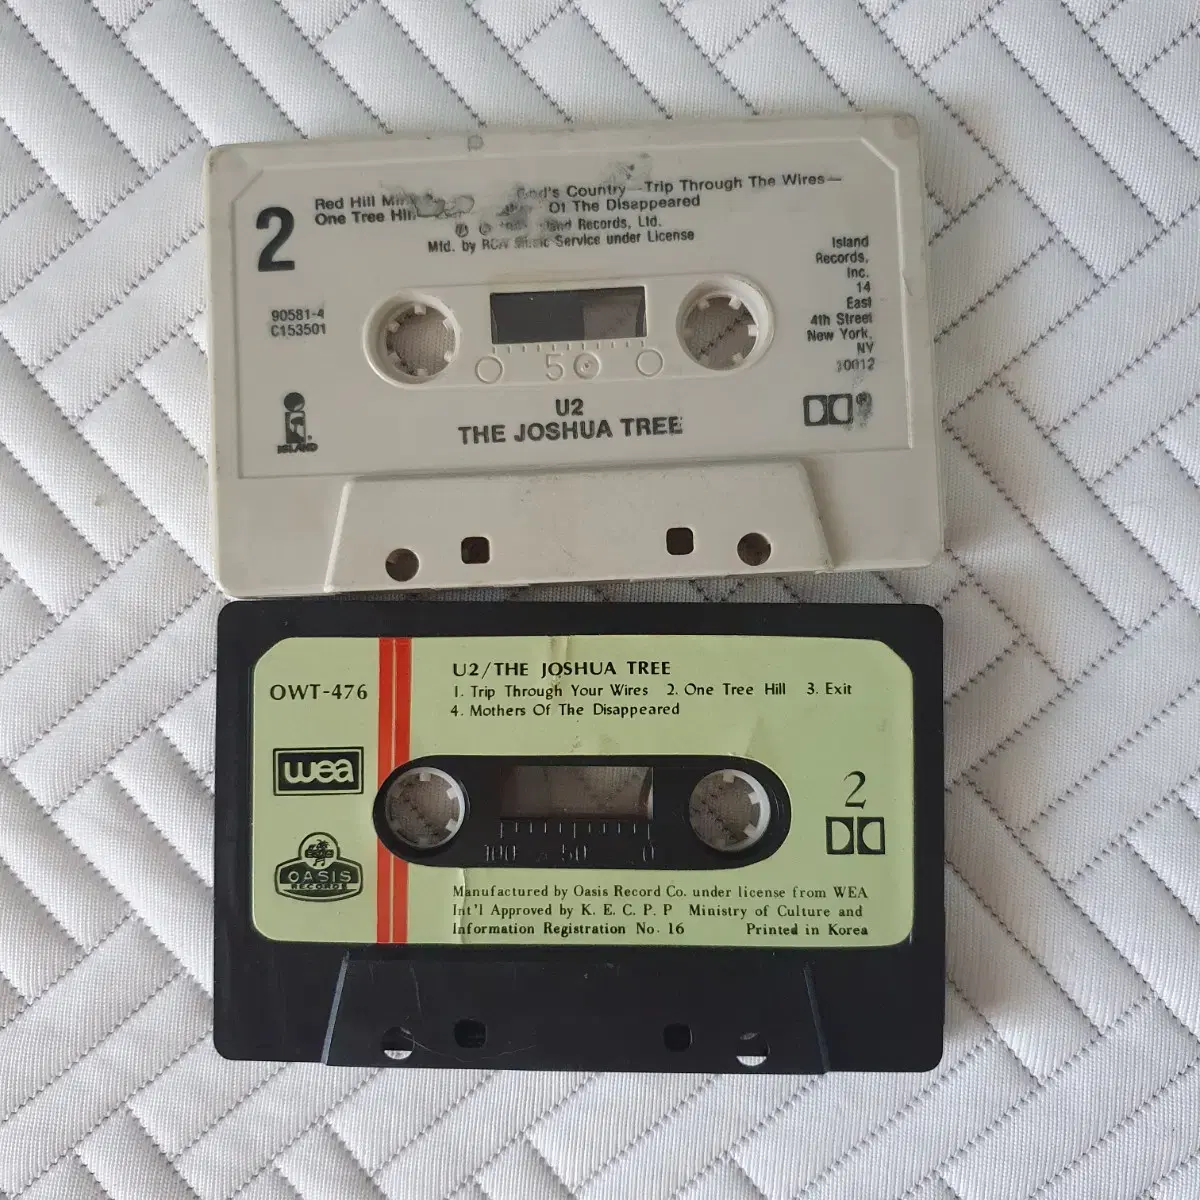 2
Red Hill
God's Country—Trip Through The Wires—
One Tree Hill
Of The Disappeared
Records, Ltd.
Mfd. by RCA Music Service under License
90581-4
C153501
Island
Records,
Inc.
14
East
4th Street
New York,
NY
10012
50
ISLAND
U2
THE JOSHUA TREE
OWT-476
U2/THE JOSHUA TREE
1. Trip Through Your Wires 2. One Tree Hill 3. Exit
4. Mothers Of The Disappeared
wea
2
100 50 0
OASIS
RECORDS
Manufactured by Oasis Record Co. under license from WEA
Int'l Approved by K. E. C. P. P Ministry of Culture and
Information Registration No. 16 Printed in Korea